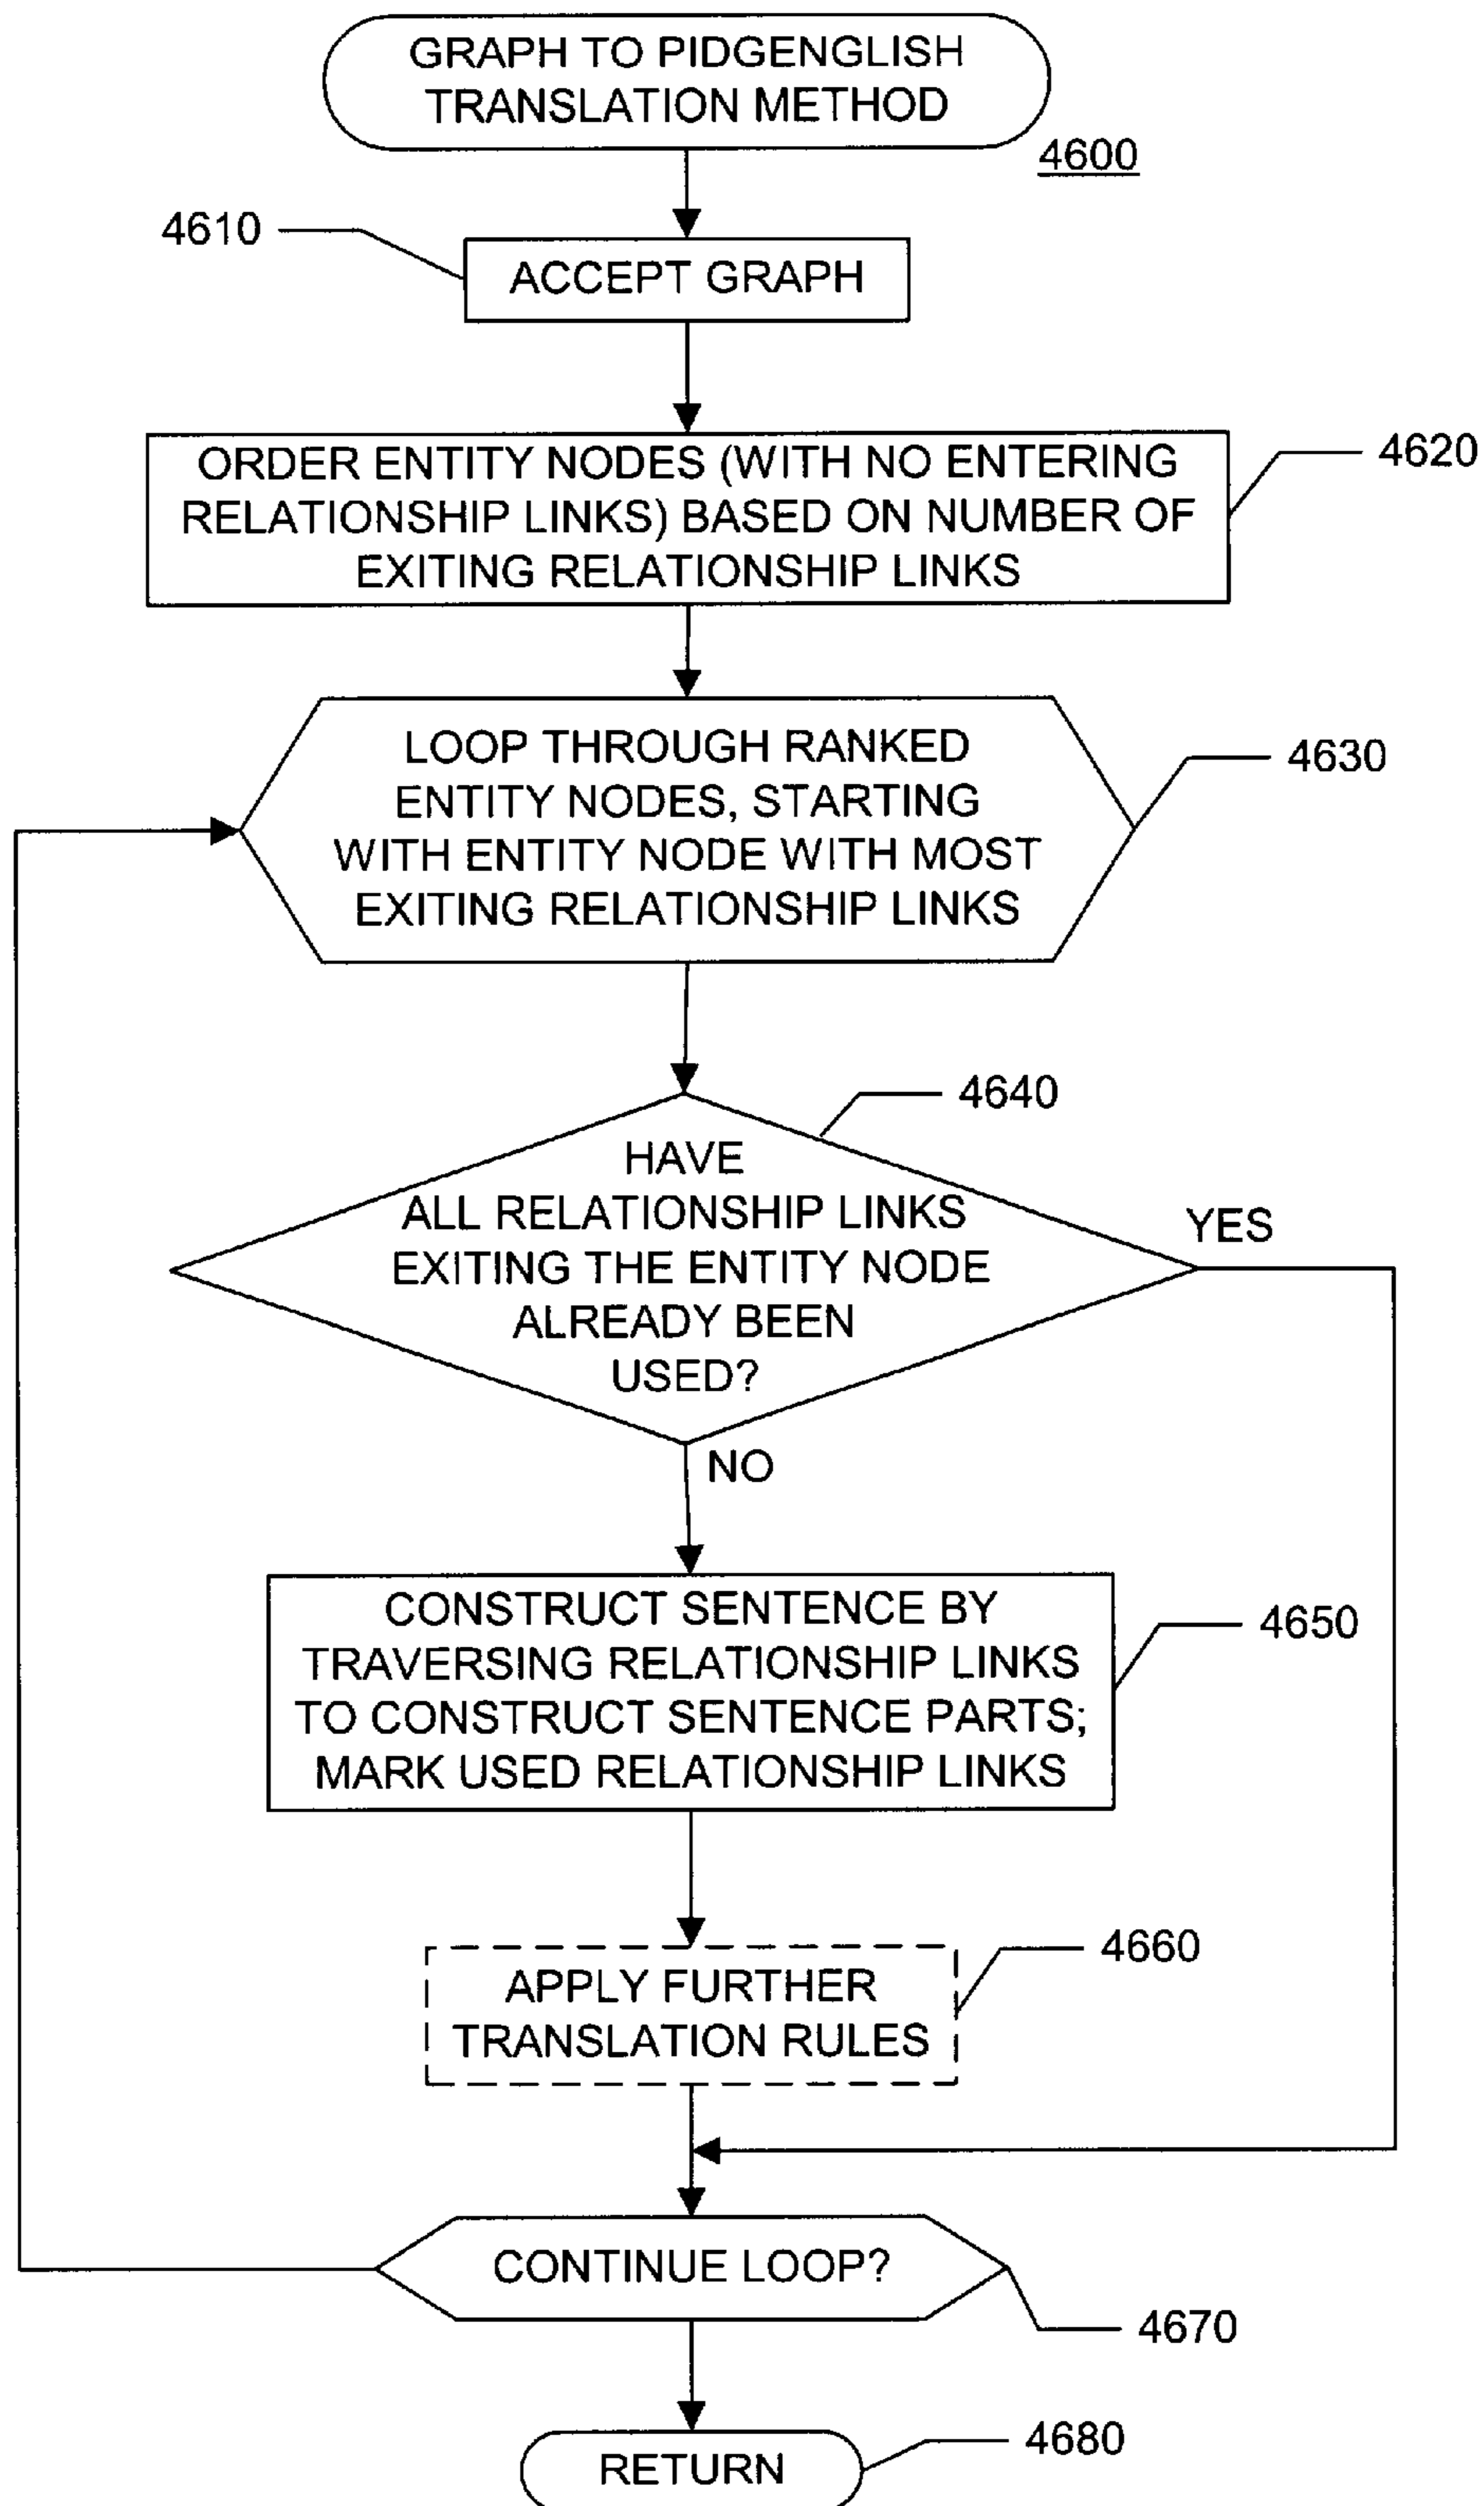 GRAPH TO PIDGENGLISH
TRANSLATION METHOD
4600
4610
ACCEPT GRAPH
4620
ORDER ENTITY NODES (WITH NO ENTERING
RELATIONSHIP LINKS) BASED ON NUMBER OF
EXITING RELATIONSHIP LINKS
4630
LOOP THROUGH RANKED
ENTITY NODES, STARTING
WITH ENTITY NODE WITH MOST
EXITING RELATIONSHIP LINKS
4640
HAVE
ALL RELATIONSHIP LINKS
EXITING THE ENTITY NODE
ALREADY BEEN
USED?
YES
NO
4650
CONSTRUCT SENTENCE BY
TRAVERSING RELATIONSHIP LINKS
TO CONSTRUCT SENTENCE PARTS;
MARK USED RELATIONSHIP LINKS
4660
APPLY FURTHER
TRANSLATION RULES
CONTINUE LOOP?
4670
4680
RETURN